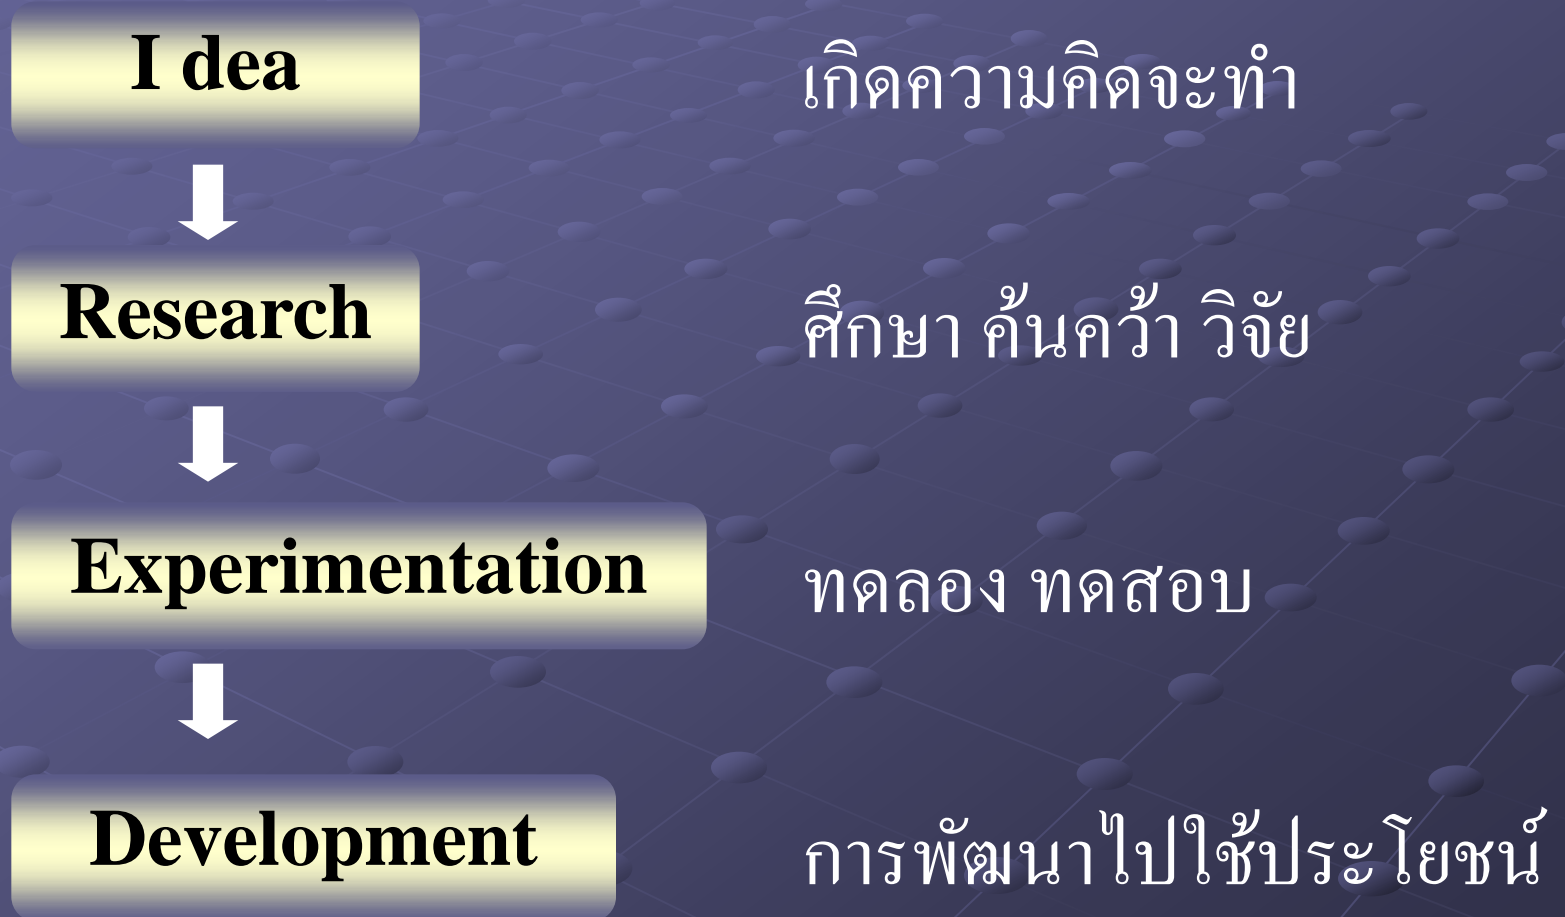 I dea
เกิดความคิดจะทำ
Research
ศึกษา ค้นคว้า วิจัย
Experimentation
ทดลอง ทดสอบ
Development
การพัฒนาไปใช้ประโยชน์